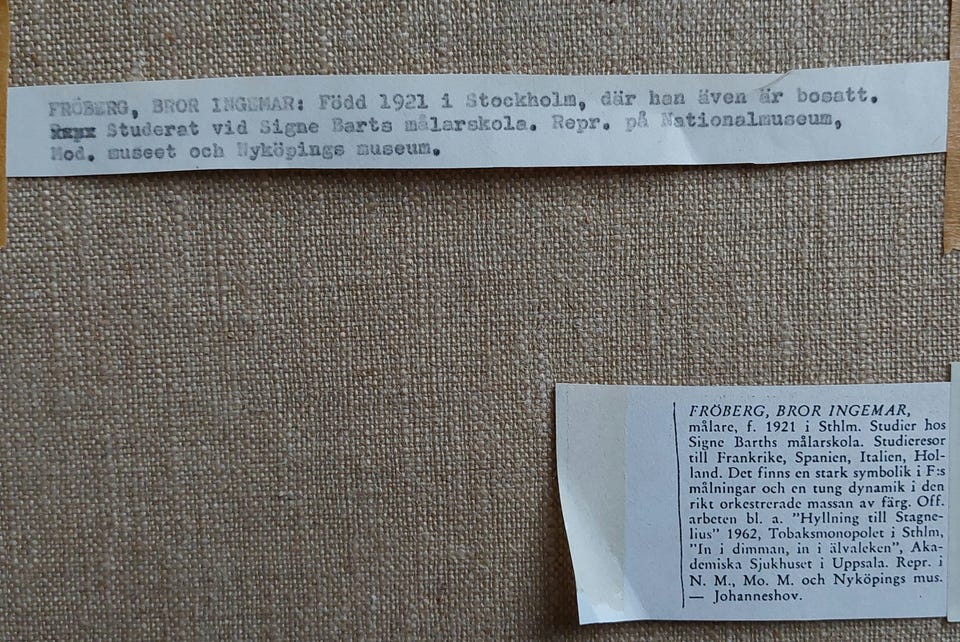 FRÖBERG, BROR INGEMAR: Född 1921 i Stockholm, där han även är bosatt.
Repx Studerat vid Signe Barts målarskola. Repr. på Nationalmuseum,
Mod. museet och Nyköpings museum.
FRÖBERG, BROR INGEMAR,
målare, f. 1921 i Sthlm. Studier hos
Signe Barths målarskola. Studieresor
till Frankrike, Spanien, Italien, Hol-
land. Det finns en stark symbolik i F:s
målningar och en tung dynamik i den
rikt orkestrerade massan av färg. Off.
arbeten bl. a. ”Hyllning till Stagne-
lius” 1962, Tobaksmonopolet i Sthlm,
”In i dimman, in i älvaleken”, Aka-
demiska Sjukhuset i Uppsala. Repr. i
N. M., Mo. M. och Nyköpings mus.
— Johanneshov.